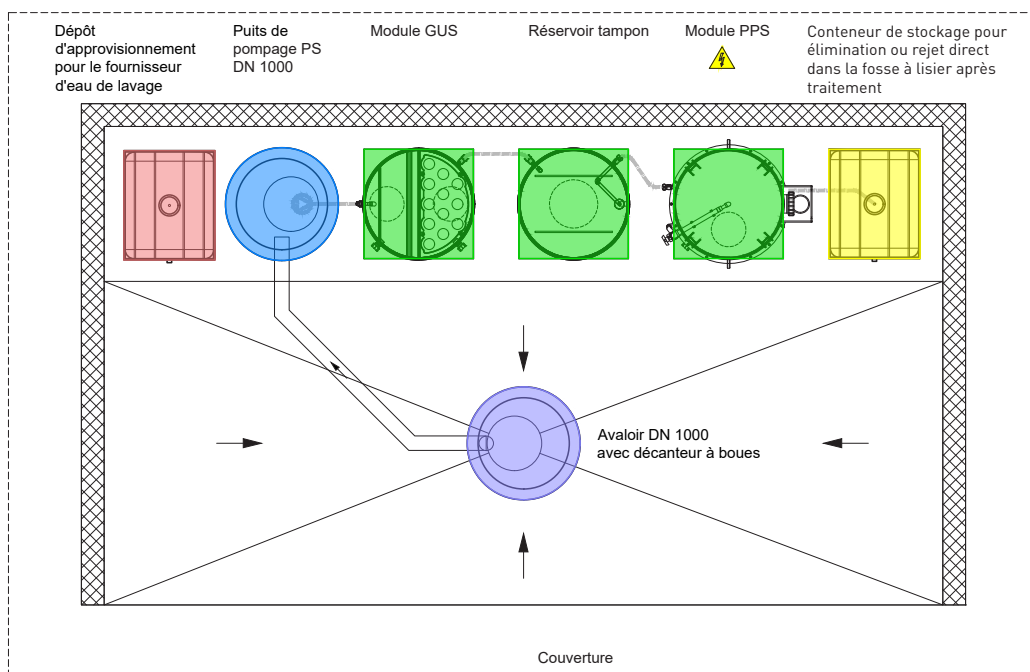 Dépôt
d'approvisionnement
pour le fournisseur
d'eau de lavage
Puits de
pompage PS
DN 1000
Module GUS
Réservoir tampon
Module PPS
Conteneur de stockage pour
élimination ou rejet direct
dans la fosse à lisier après
traitement
Avaloir DN 1000
avec décanteur à boues
Couverture